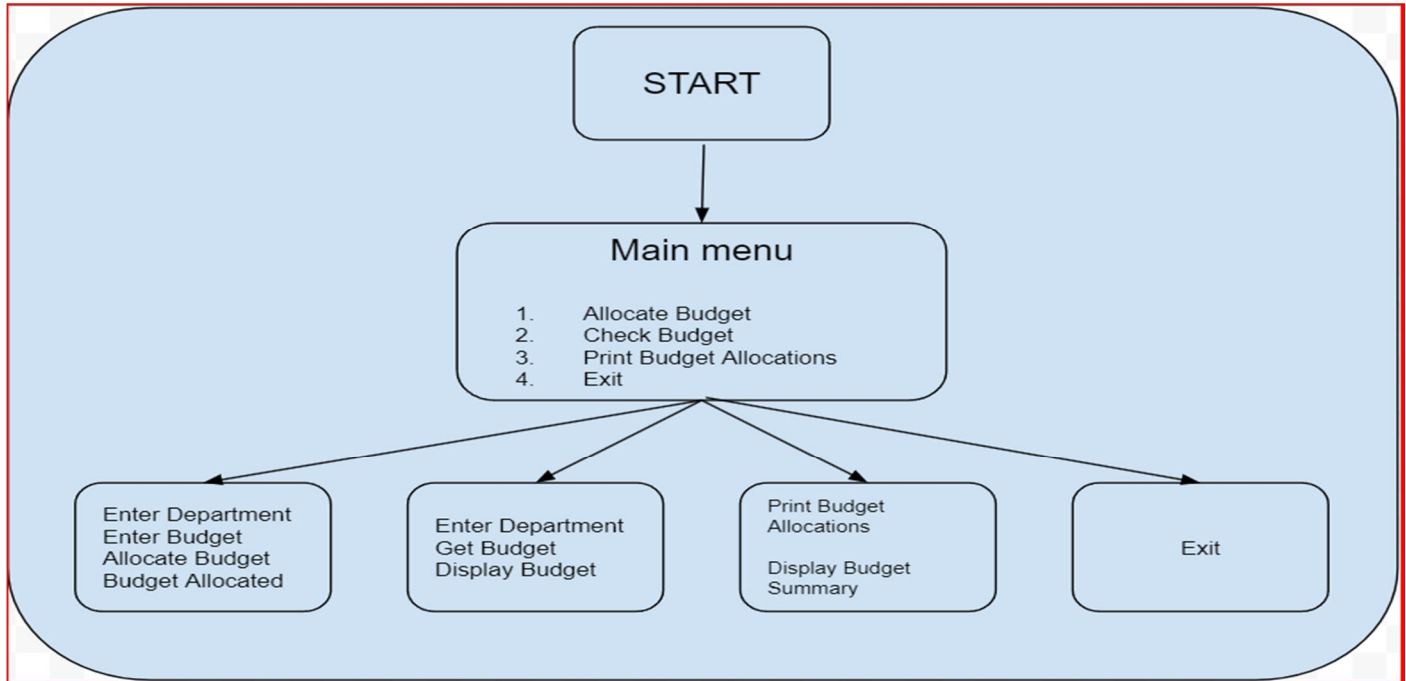 START
Main menu
1. Allocate Budget
2. Check Budget
3. Print Budget Allocations
4. Exit
Enter Department
Enter Budget
Allocate Budget
Budget Allocated
Enter Department
Get Budget
Display Budget
Print Budget
Allocations
Display Budget
Summary
Exit